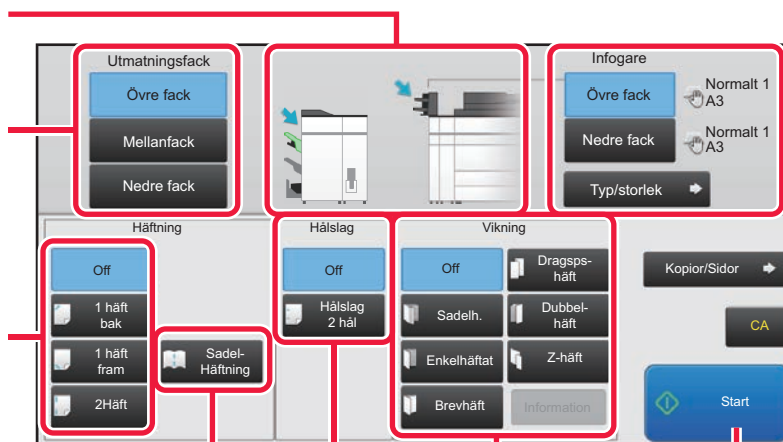 Utmatningsfack
Övre fack
Mellanfack
Nedre fack
Infogare
Övre fack
Normalt 1
A3
Nedre fack
Normalt 1
A3
Typ/storlek
Häftning
Off
1 häft
bak
1 häft
fram
2Häft
Sadel-
Häftning
Hålslag
Off
Hålslag
2 hål
Vikning
Off
Dragsps-
häft
Sadelh.
Dubbel-
häft
Enkelhäftat
Z-häft
Brevhäft
Information
Kopior/Sidor
CA
Start